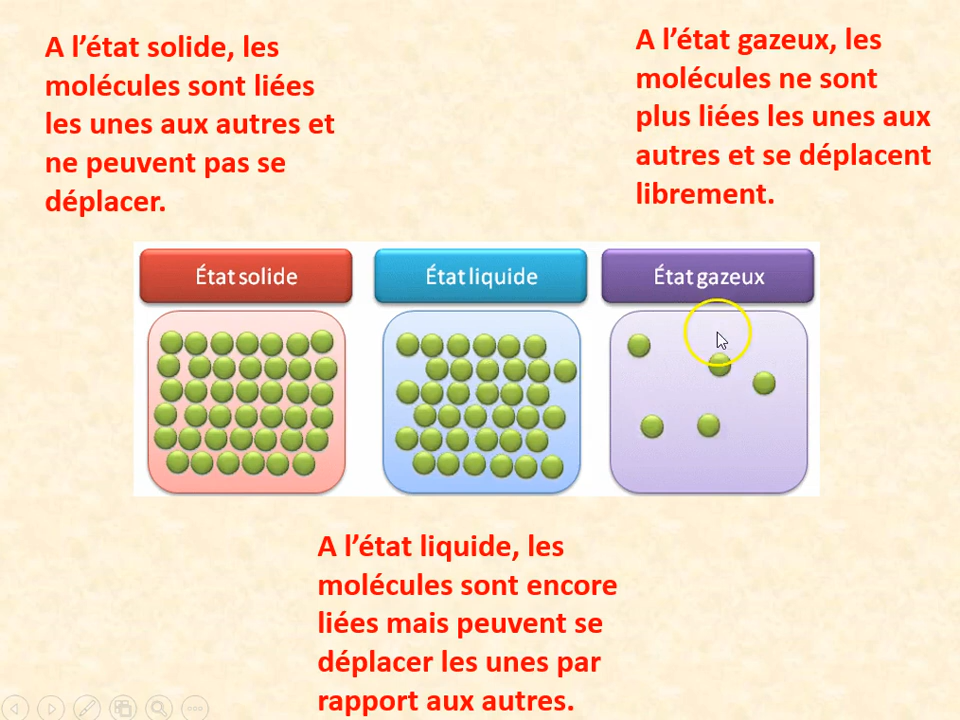 A l’état solide, les
molécules sont liées
les unes aux autres et
ne peuvent pas se
déplacer.
A l’état gazeux, les
molécules ne sont
plus liées les unes aux
autres et se déplacent
librement.
État solide
État liquide
État gazeux
A l’état liquide, les
molécules sont encore
liées mais peuvent se
déplacer les unes par
rapport aux autres.